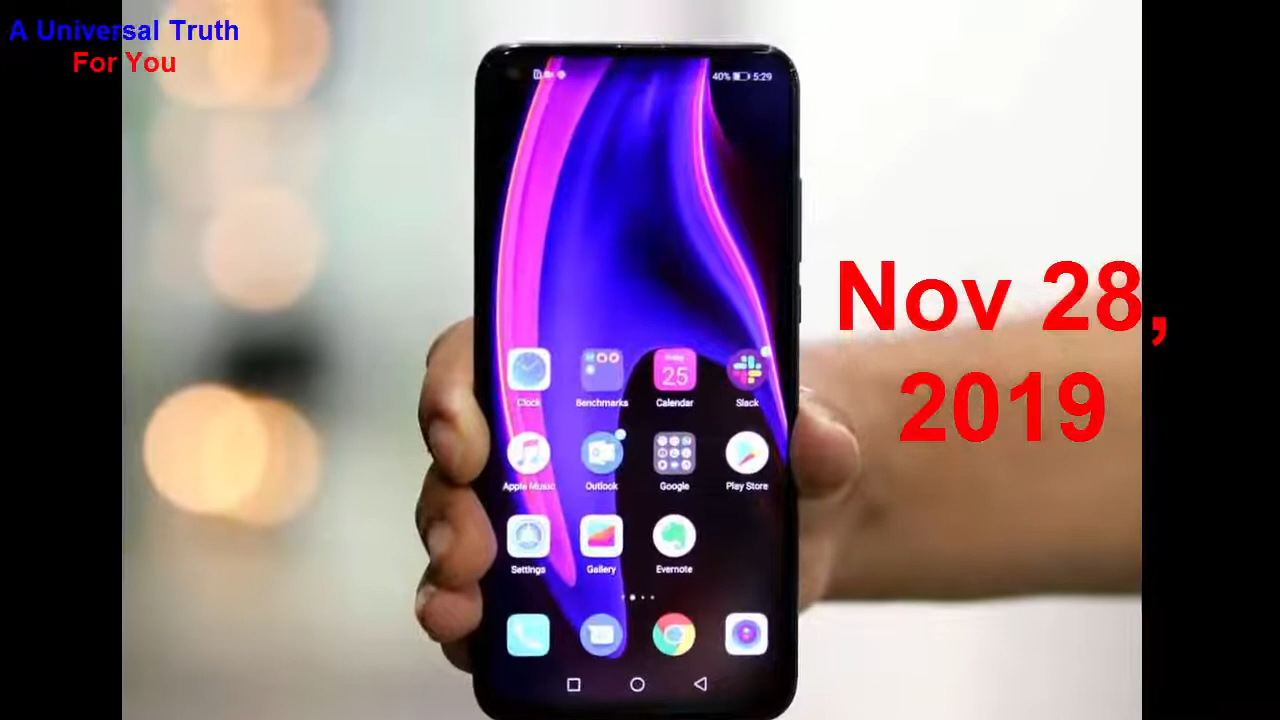 A Universal Truth
For You
40% 5:29
Nov 28,
2019
Friday
25
Clock Benchmarks Calendar Slack
Apple Music Outlook Google Play Store
Settings Gallery Evernote